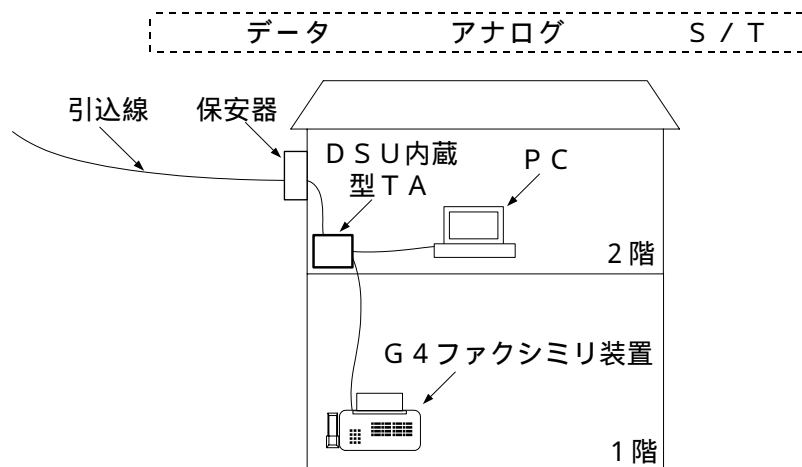 データ アナログ S/T
引込線
保安器
DSU内蔵
型TA
PC
2階
G4ファクシミリ装置
1階